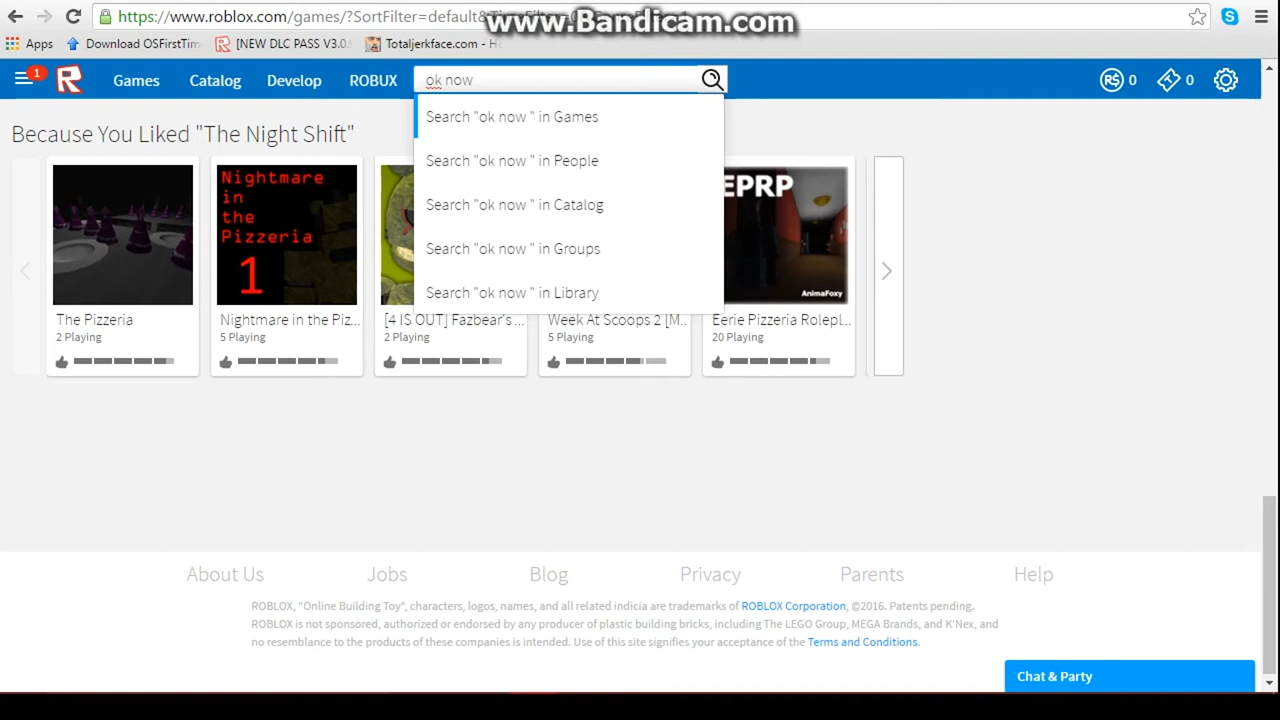 https://www.roblox.com/games/?SortFilter=default&
www.Bandicam.com
Apps
Download OSFirstTim
[NEW DLC PASS V3.0.
Totaljerkface.com - H
1
R
Games
Catalog
Develop
ROBUX
ok now
R$ 0
0
Search "ok now " in Games
Search "ok now " in People
Search "ok now " in Catalog
Search "ok now " in Groups
Search "ok now " in Library
Because You Liked "The Night Shift"
Nightmare
in
the
Pizzeria
1
EPRP
AnimaFoxy
The Pizzeria
2 Playing
Nightmare in the Piz...
5 Playing
[4 IS OUT] Fazbear's ...
2 Playing
Week At Scoops 2 [M..
5 Playing
Eerie Pizzeria Rolepl...
20 Playing
About Us
Jobs
Blog
Privacy
Parents
Help
ROBLOX, "Online Building Toy", characters, logos, names, and all related indicia are trademarks of ROBLOX Corporation, ©2016. Patents pending.
ROBLOX is not sponsored, authorized or endorsed by any producer of plastic building bricks, including The LEGO Group, MEGA Brands, and K'Nex, and
no resemblance to the products of these companies is intended. Use of this site signifies your acceptance of the Terms and Conditions.
Chat & Party